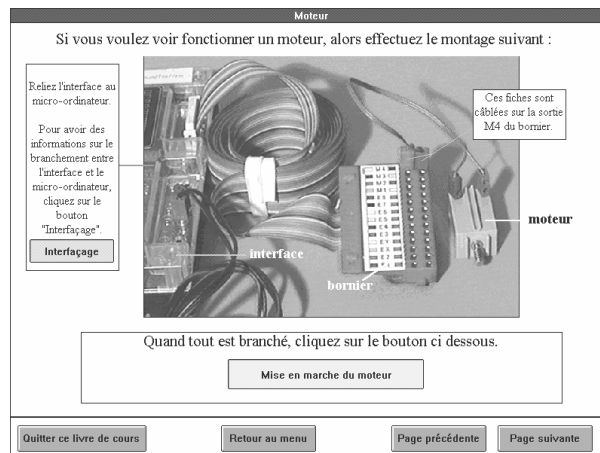 Moteur
Si vous voulez voir fonctionner un moteur, alors effectuez le montage suivant :
Reliez l'interface au
micro-ordinateur.
Pour avoir des
informations sur le
branchement entre
l'interface et le
micro-ordinateur,
cliquez sur le
bouton
"Interfaçage".
Interfaçage
Ces fiches sont
câblées sur la sortie
M4 du bornier.
moteur
interface
bornier
Quand tout est branché, cliquez sur le bouton ci dessous.
Mise en marche du moteur
Quitter ce livre de cours
Retour au menu
Page précédente
Page suivante